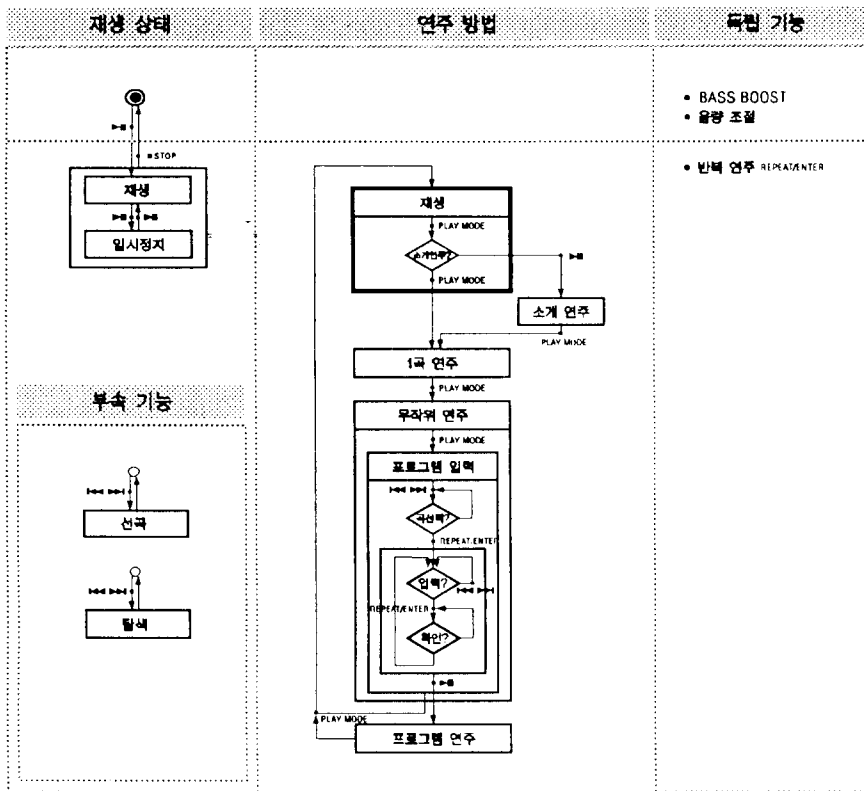 재생 상태
연주 방법
독립 기능
• BASS BOOST
• 음량 조절
■ STOP
재생
일시정지
• 반복 연주 REPEAT/ENTER
재생
PLAY MODE
소개연주?
PLAY MODE
소개 연주
PLAY MODE
1곡 연주
PLAY MODE
무작위 연주
PLAY MODE
프로그램 입력
곡선택?
REPEAT/ENTER
입력?
REPEAT/ENTER
확인?
PLAY MODE
프로그램 연주
부속 기능
선곡
탐색